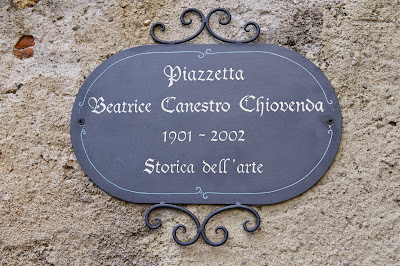 Piazzetta
Beatrice Canestro Chiovenda
1901 ~ 2002
Storica dell'arte